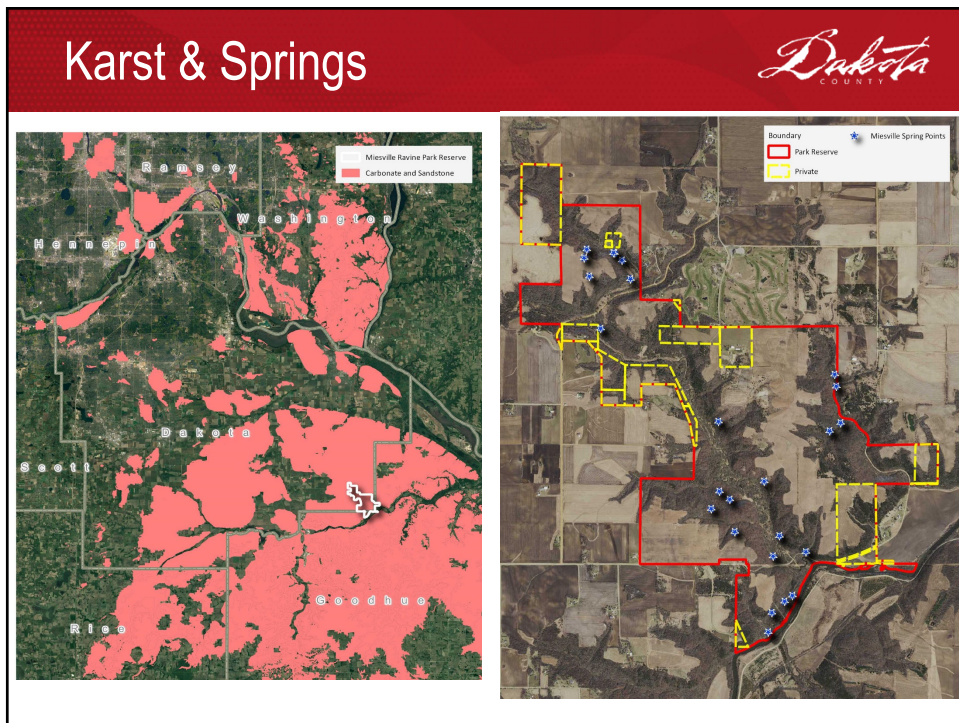 Karst & Springs
Dakota
COUNTY
Miesville Ravine Park Reserve
Carbonate and Sandstone
Ramsey
Washington
Hennepin
Dakota
Scott
Goodhue
Rice
Boundary
Miesville Spring Points
Park Reserve
Private